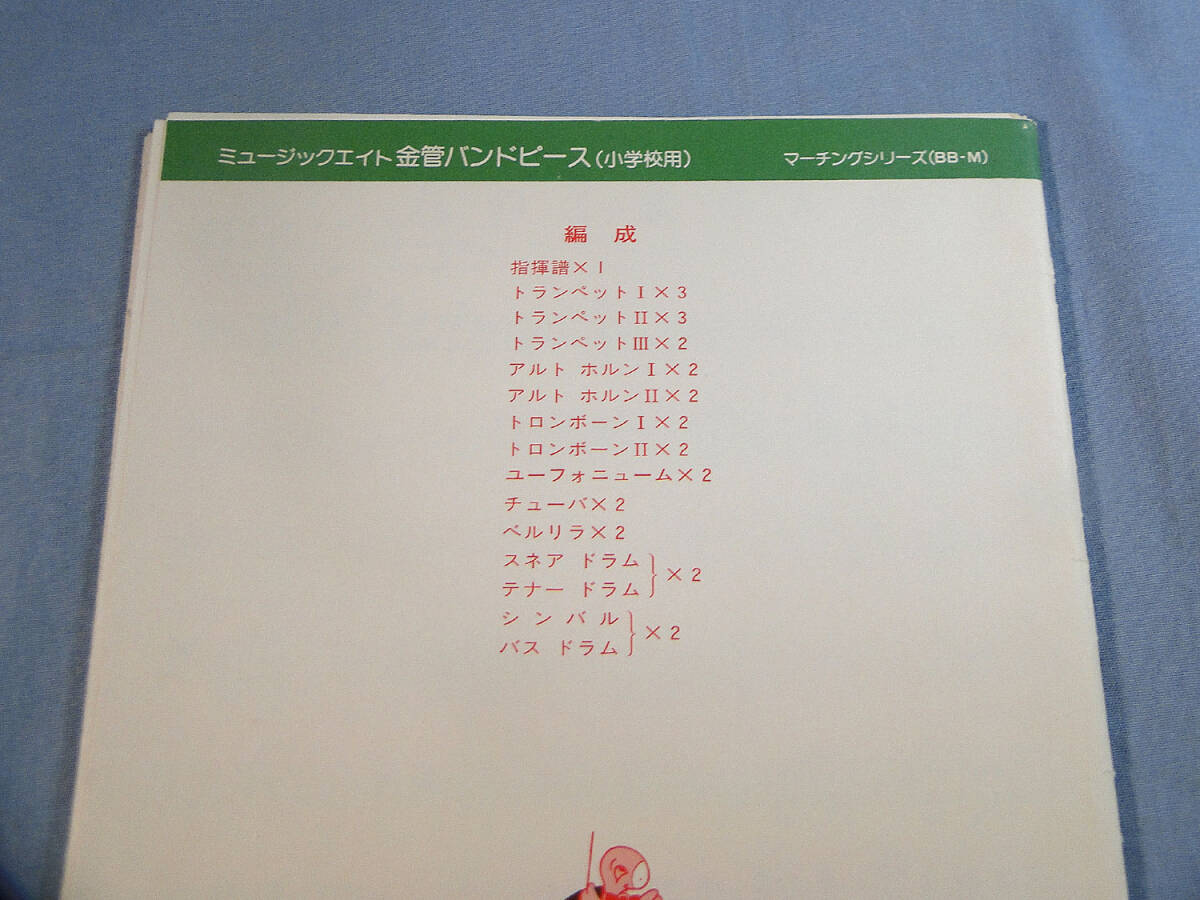 ミュージックエイト 金管バンドピース(小学校用) マーチングシリーズ(BB-M)
編 成
指揮譜×1
トランペットI×3
トランペットII×3
トランペットIII×2
アルト ホルンI×2
アルト ホルンII×2
トロンボーンI×2
トロンボーンII×2
ユーフォニューム×2
チューバ×2
ベルリラ×2
スネア ドラム
テナー ドラム
} ×2
シンバル
バス ドラム
} ×2